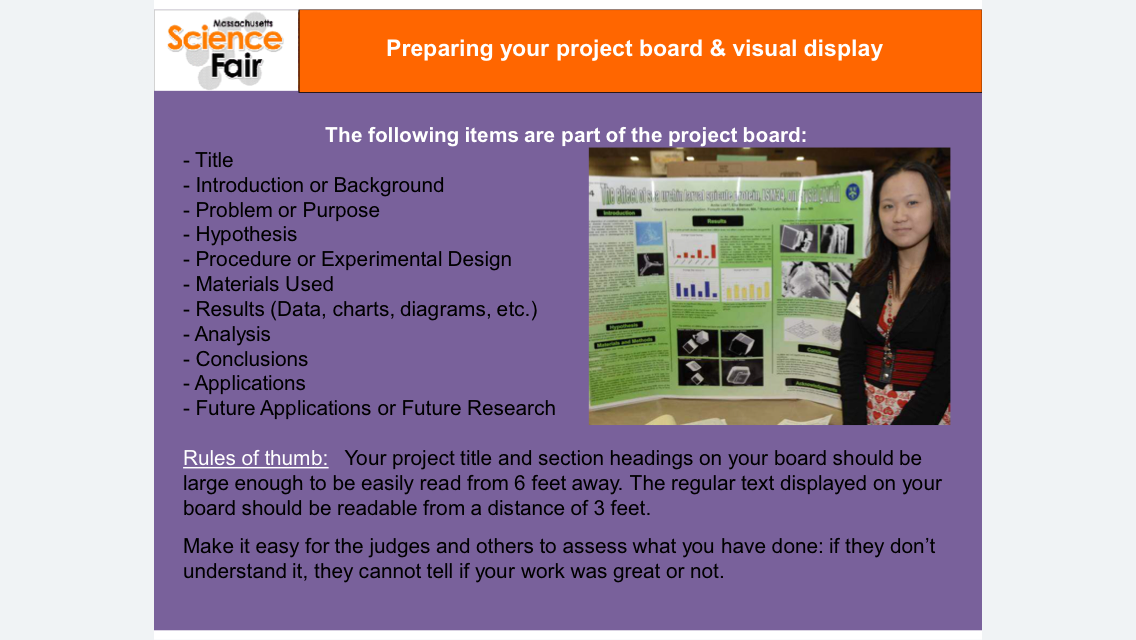 Massachusetts
Science
Fair
Preparing your project board & visual display
The following items are part of the project board:
- Title
- Introduction or Background
- Problem or Purpose
- Hypothesis
- Procedure or Experimental Design
- Materials Used
- Results (Data, charts, diagrams, etc.)
- Analysis
- Conclusions
- Applications
- Future Applications or Future Research
Introduction
Results
Hypothesis
Materials and Methods
Rules of thumb: Your project title and section headings on your board should be
large enough to be easily read from 6 feet away. The regular text displayed on your
board should be readable from a distance of 3 feet.
Make it easy for the judges and others to assess what you have done: if they don’t
understand it, they cannot tell if your work was great or not.